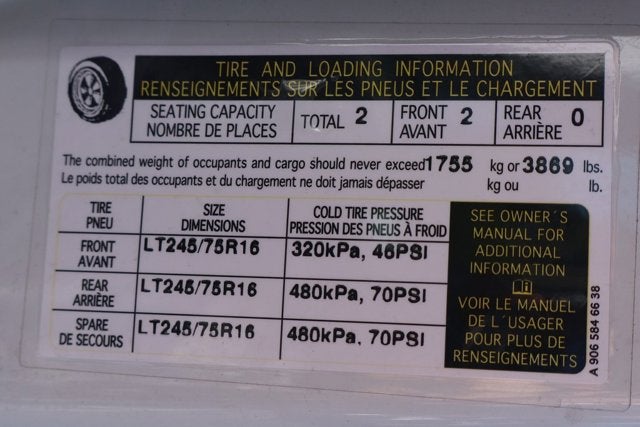 TIRE AND LOADING INFORMATION
RENSEIGNEMENTS SUR LES PNEUS ET LE CHARGEMENT
SEATING CAPACITY
NOMBRE DE PLACES
TOTAL 2
FRONT
AVANT 2
REAR
ARRIÈRE 0
The combined weight of occupants and cargo should never exceed 1755 kg or 3869 lbs.
Le poids total des occupants et du chargement ne doit jamais dépasser kg ou lb.
TIRE
PNEU
SIZE
DIMENSIONS
COLD TIRE PRESSURE
PRESSION DES PNEUS À FROID
FRONT
AVANT
LT245/75R16
320kPa, 46PSI
REAR
ARRIÈRE
LT245/75R16
480kPa, 70PSI
SPARE
DE SECOURS
LT245/75R16
480kPa, 70PSI
SEE OWNER´S
MANUAL FOR
ADDITIONAL
INFORMATION
VOIR LE MANUEL
DE L´USAGER
POUR PLUS DE
RENSEIGNEMENTS
A 906 584 66 38